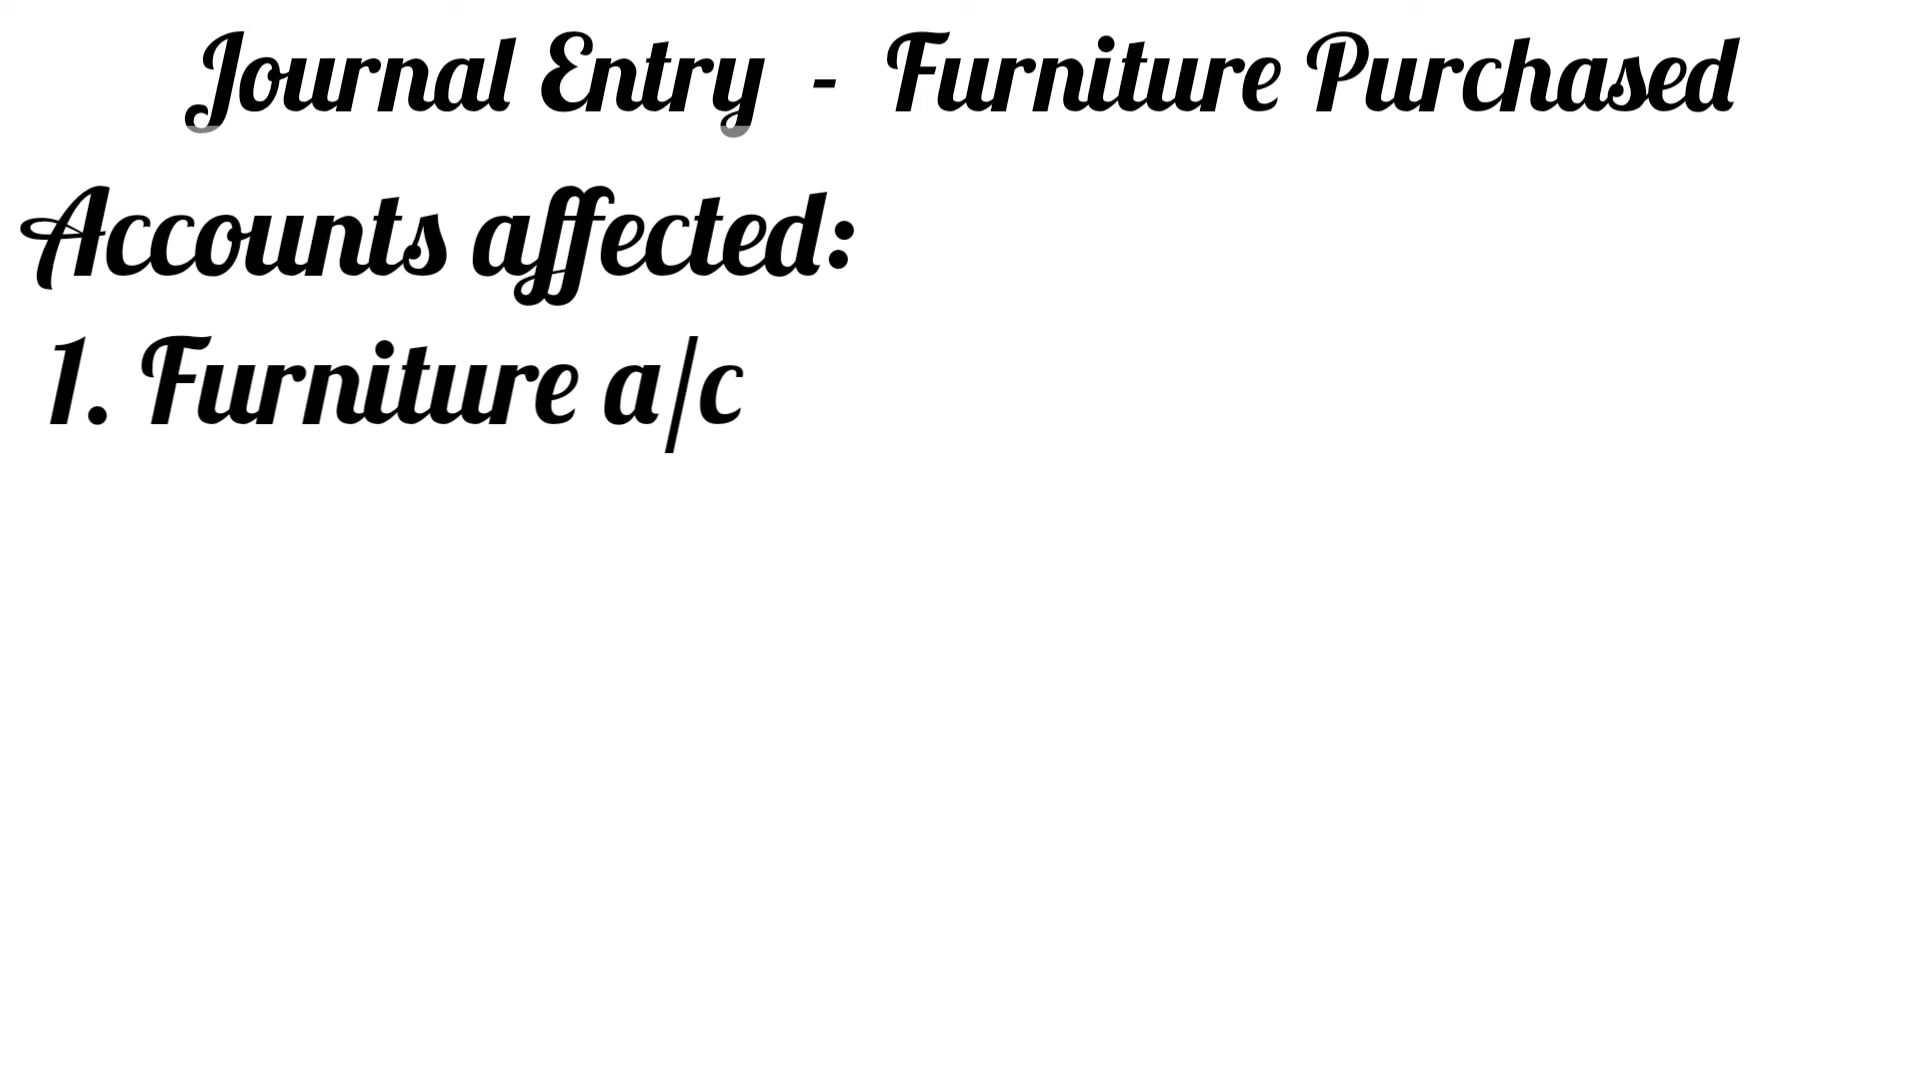 Journal Entry - Furniture Purchased
Accounts affected:
1. Furniture a/c